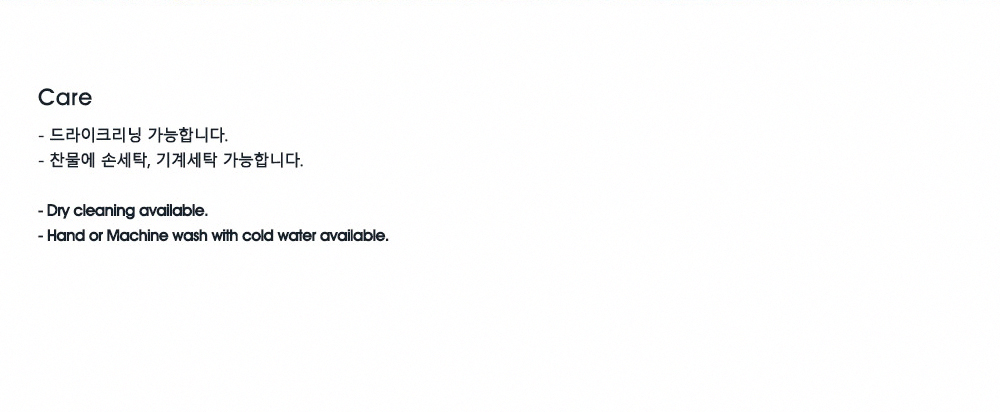 Care
- 드라이크리닝 가능합니다.
- 찬물에 손세탁, 기계세탁 가능합니다.
- Dry cleaning available.
- Hand or Machine wash with cold water available.